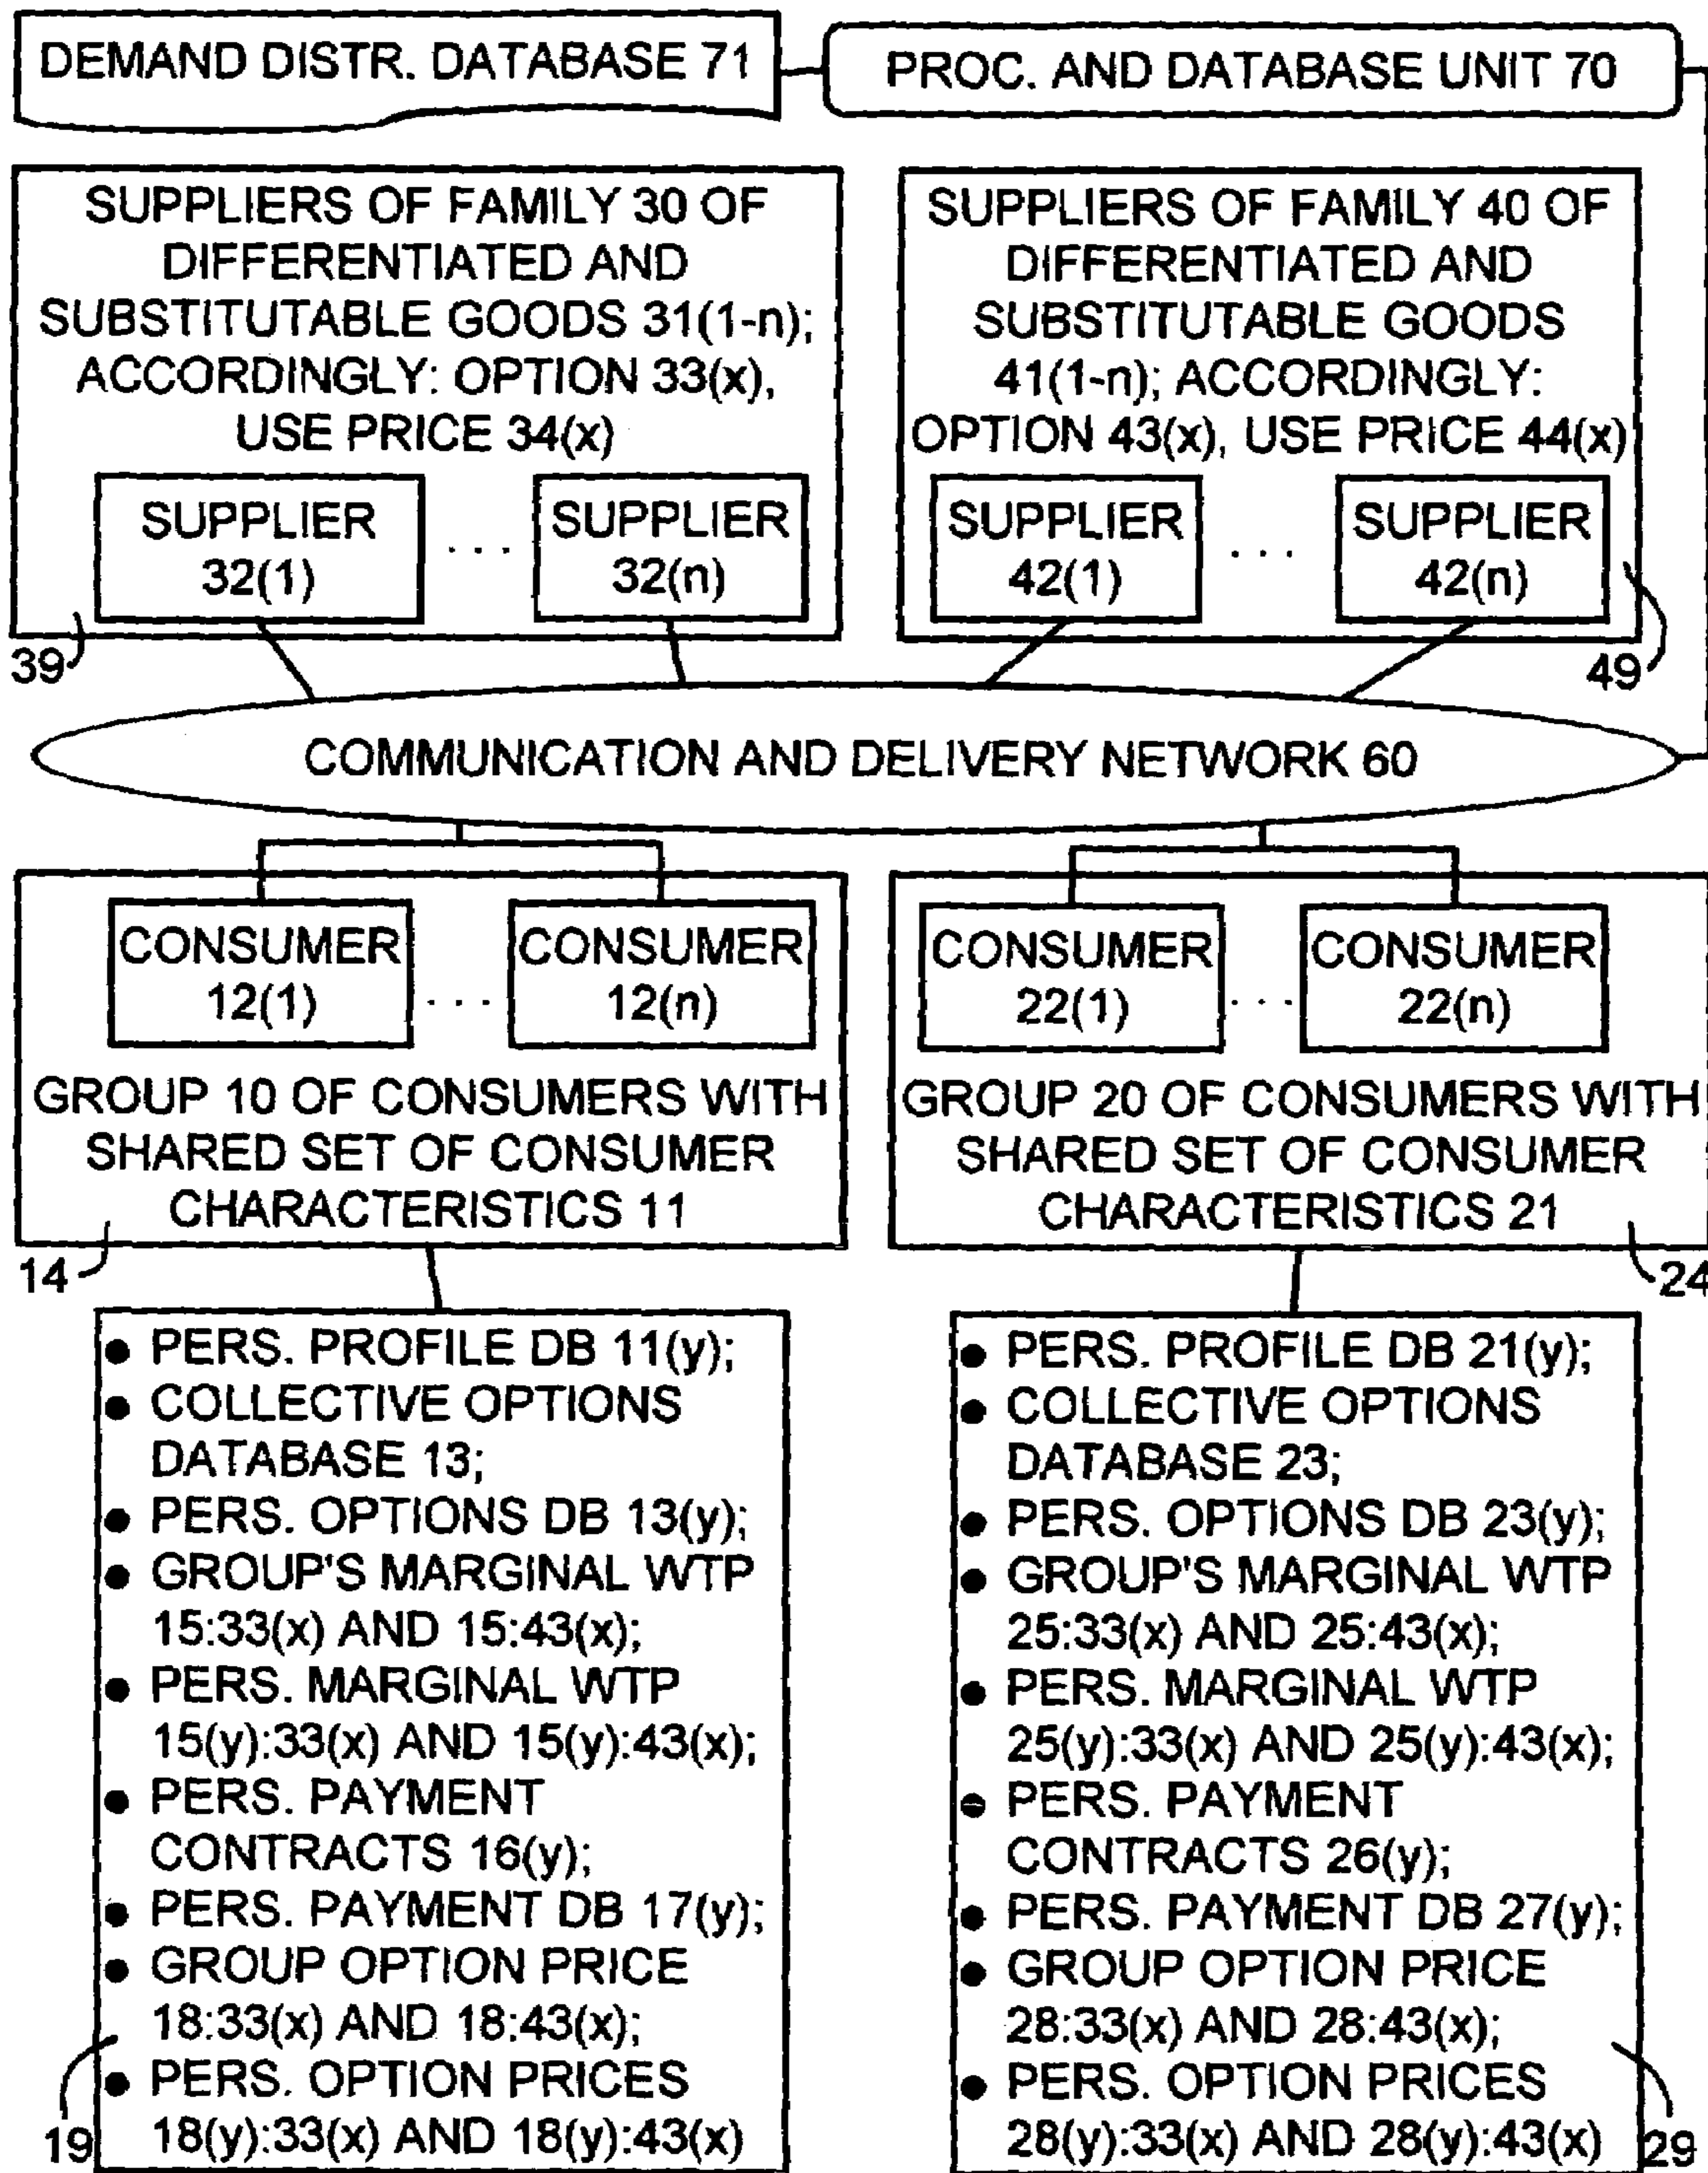 DEMAND DISTR. DATABASE 71
PROC. AND DATABASE UNIT 70
SUPPLIERS OF FAMILY 30 OF
DIFFERENTIATED AND
SUBSTITUTABLE GOODS 31(1-n);
ACCORDINGLY: OPTION 33(x),
USE PRICE 34(x)
SUPPLIER
32(1)
...
SUPPLIER
32(n)
39
SUPPLIERS OF FAMILY 40 OF
DIFFERENTIATED AND
SUBSTITUTABLE GOODS
41(1-n); ACCORDINGLY:
OPTION 43(x), USE PRICE 44(x)
SUPPLIER
42(1)
...
SUPPLIER
42(n)
49
COMMUNICATION AND DELIVERY NETWORK 60
CONSUMER
12(1)
...
CONSUMER
12(n)
GROUP 10 OF CONSUMERS WITH
SHARED SET OF CONSUMER
CHARACTERISTICS 11
14
CONSUMER
22(1)
...
CONSUMER
22(n)
GROUP 20 OF CONSUMERS WITH
SHARED SET OF CONSUMER
CHARACTERISTICS 21
24
● PERS. PROFILE DB 11(y);
● COLLECTIVE OPTIONS
DATABASE 13;
● PERS. OPTIONS DB 13(y);
● GROUP'S MARGINAL WTP
15:33(x) AND 15:43(x);
● PERS. MARGINAL WTP
15(y):33(x) AND 15(y):43(x);
● PERS. PAYMENT
CONTRACTS 16(y);
● PERS. PAYMENT DB 17(y);
● GROUP OPTION PRICE
18:33(x) AND 18:43(x);
● PERS. OPTION PRICES
18(y):33(x) AND 18(y):43(x)
19
● PERS. PROFILE DB 21(y);
● COLLECTIVE OPTIONS
DATABASE 23;
● PERS. OPTIONS DB 23(y);
● GROUP'S MARGINAL WTP
25:33(x) AND 25:43(x);
● PERS. MARGINAL WTP
25(y):33(x) AND 25(y):43(x);
● PERS. PAYMENT
CONTRACTS 26(y);
● PERS. PAYMENT DB 27(y);
● GROUP OPTION PRICE
28:33(x) AND 28:43(x);
● PERS. OPTION PRICES
28(y):33(x) AND 28(y):43(x)
29